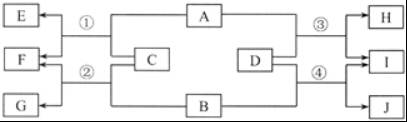 E ① A ③ H
F C D I
② ④
G B J